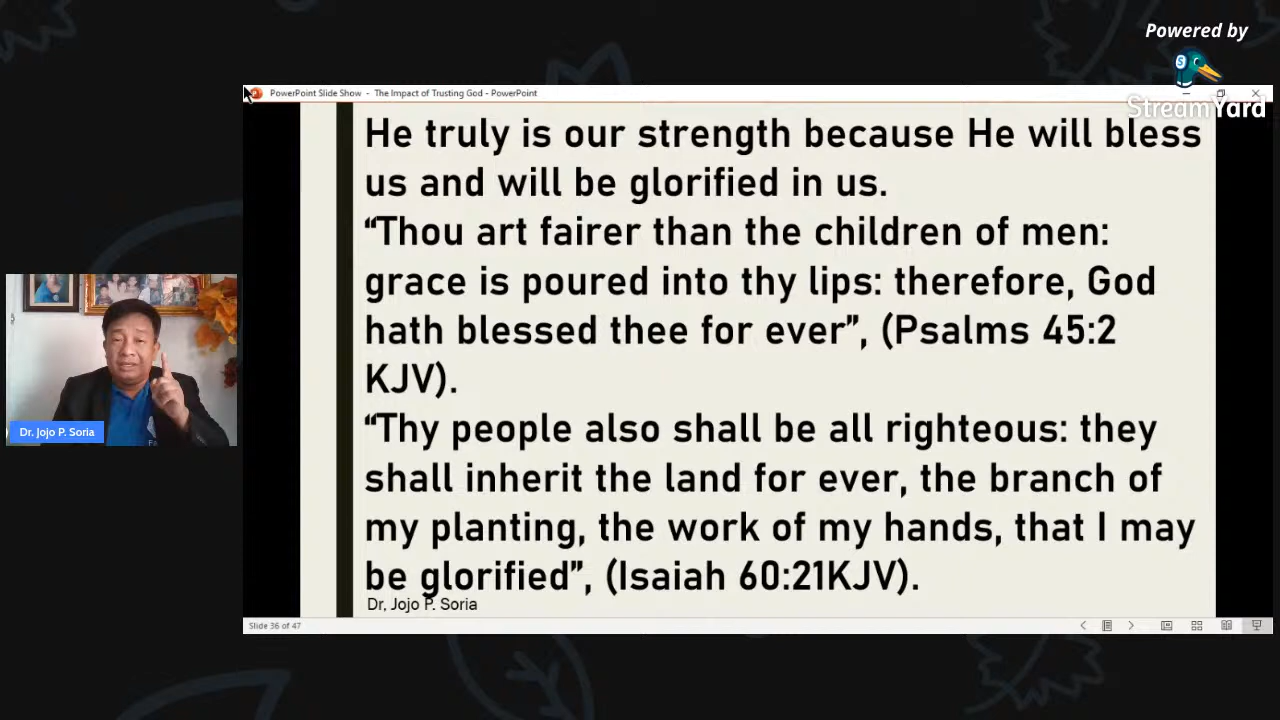 Powered by
StreamYard
PowerPoint Slide Show - The Impact of Trusting God - PowerPoint
He truly is our strength because He will bless
us and will be glorified in us.
“Thou art fairer than the children of men:
grace is poured into thy lips: therefore, God
hath blessed thee for ever”, (Psalms 45:2
KJV).
“Thy people also shall be all righteous: they
shall inherit the land for ever, the branch of
my planting, the work of my hands, that I may
be glorified”, (Isaiah 60:21KJV).
Dr, Jojo P. Soria
Slide 36 of 47
Dr. Jojo P. Soria